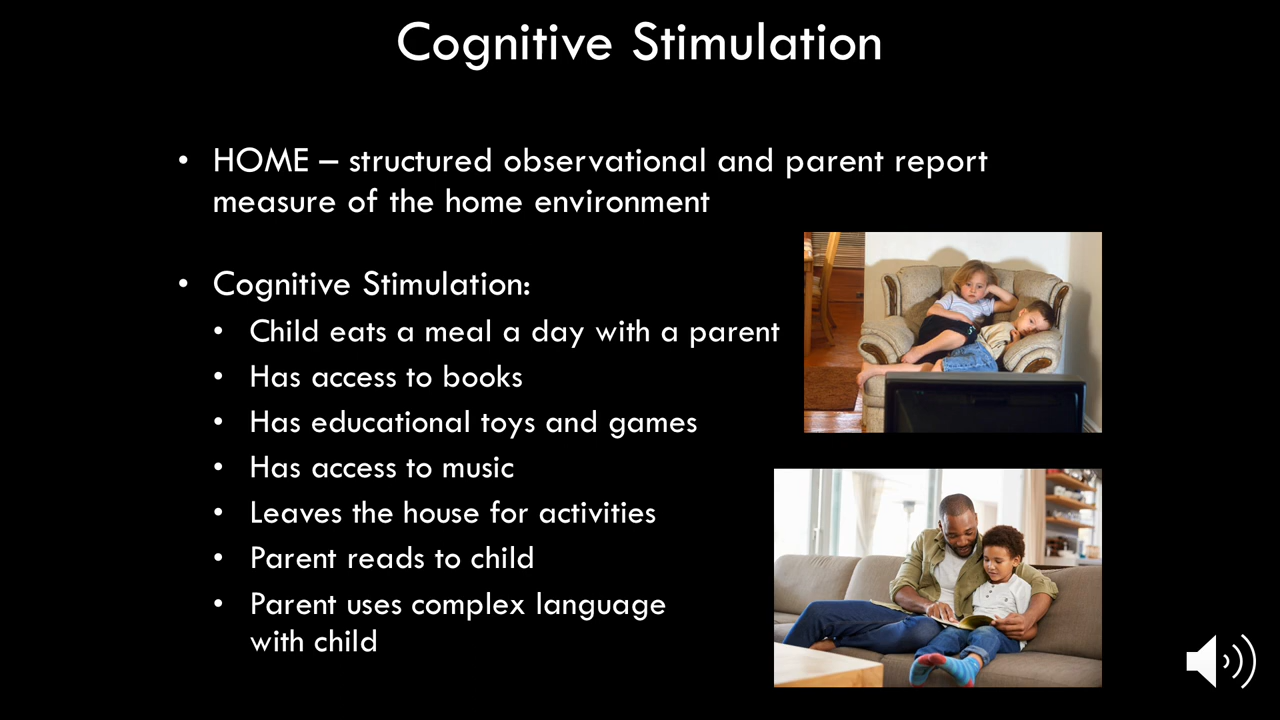 Cognitive Stimulation
• HOME – structured observational and parent report
measure of the home environment
• Cognitive Stimulation:
• Child eats a meal a day with a parent
• Has access to books
• Has educational toys and games
• Has access to music
• Leaves the house for activities
• Parent reads to child
• Parent uses complex language
with child